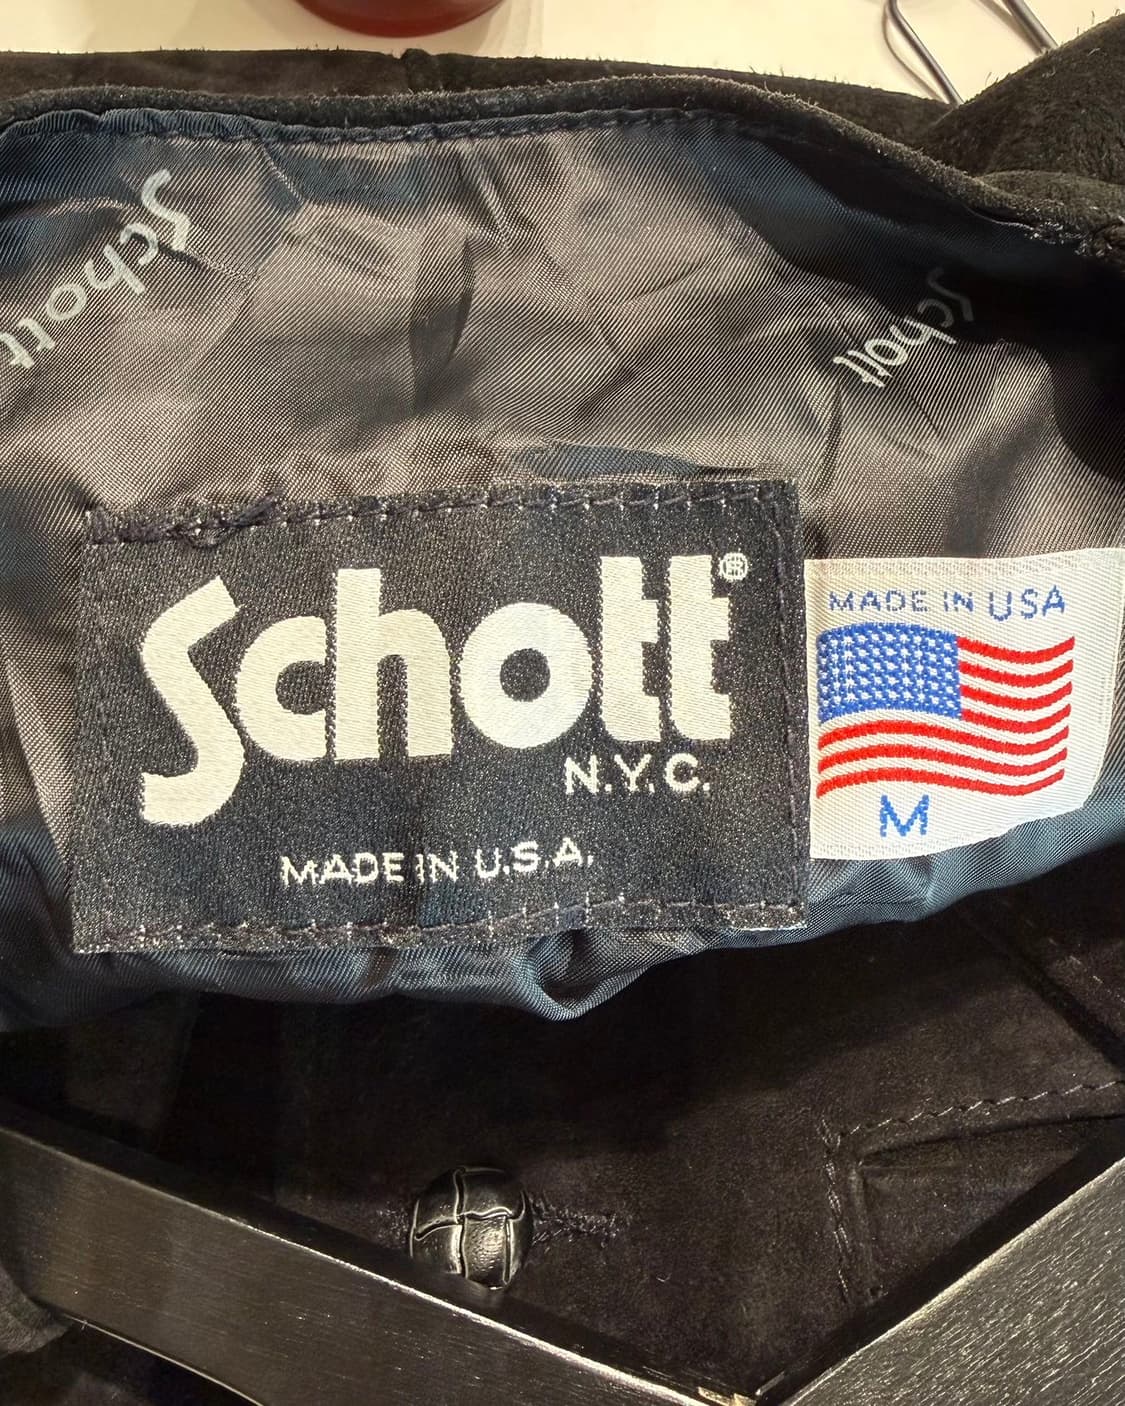 Schott
Schott
Schott®
N.Y.C.
MADE IN U.S.A.
MADE IN USA
M